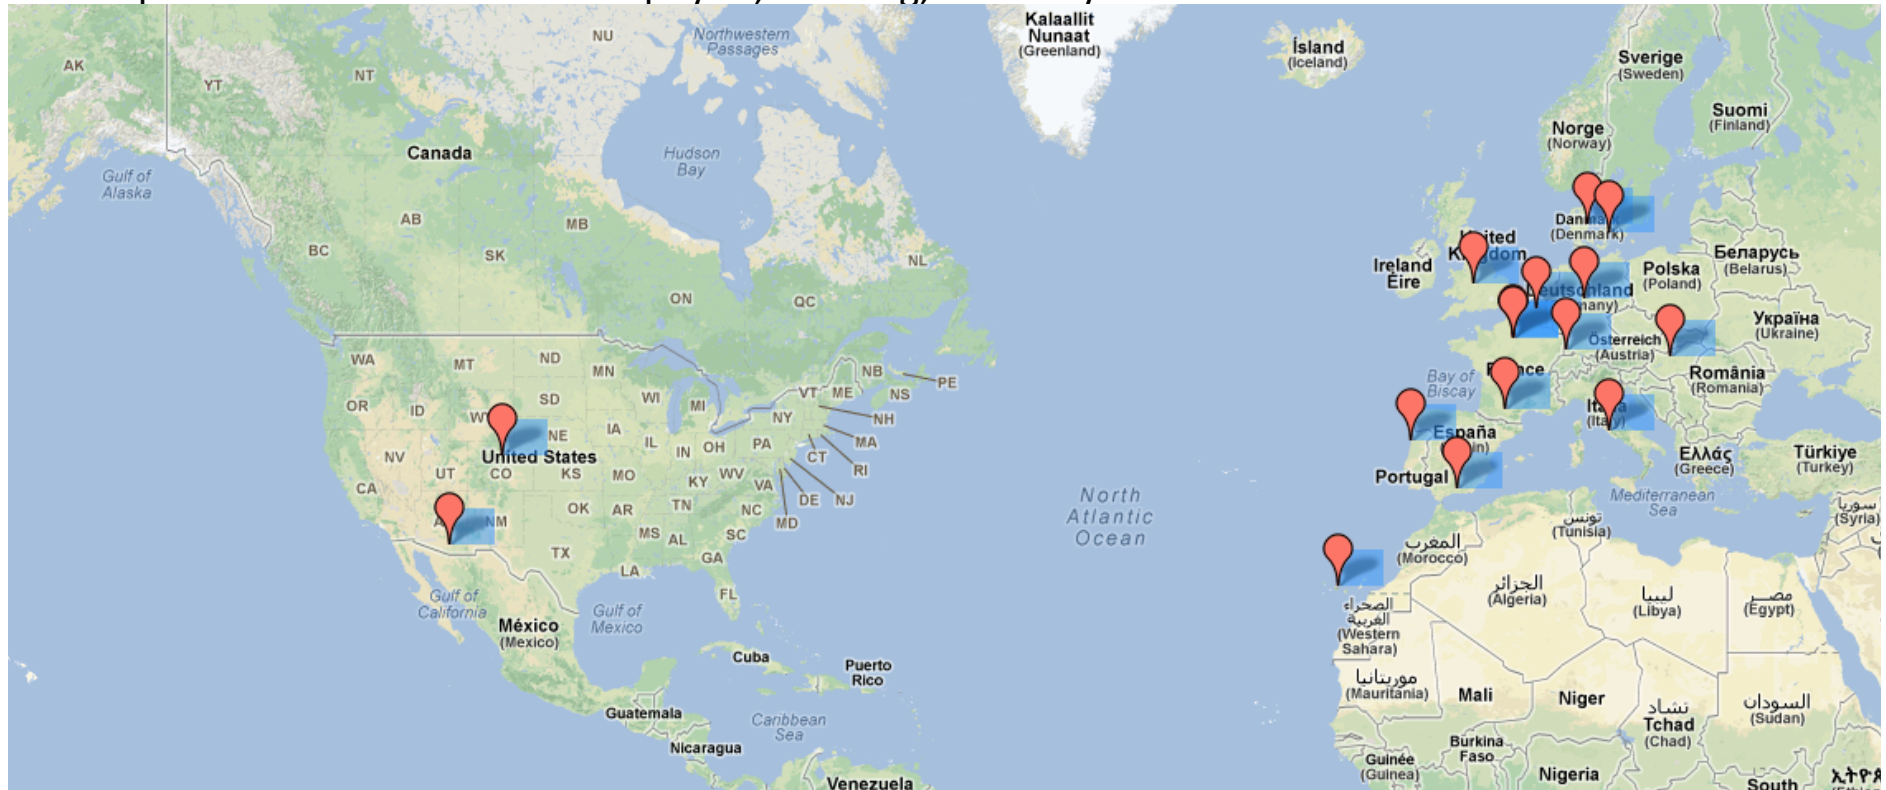 Kalaallit
Nunaat
(Greenland)
Ísland
(Iceland)
Sverige
(Sweden)
Suomi
(Finland)
Norge
(Norway)
Northwestern
Passages
NU
AK
YT
NT
Canada
Hudson
Bay
Gulf of
Alaska
AB
MB
BC
SK
NL
ON
QC
(Denmark)
United
Ireland
Éire
Polska
(Poland)
Беларусь
(Belarus)
Україна
(Ukraine)
Österreich
(Austria)
România
(Romania)
Bay of
Biscay
España
Portugal
Ελλάς
(Greece)
Türkiye
(Turkey)
Mediterranean
Sea
سوريا
(Syria)
WA
MT
ND
MN
NB
PE
OR
ID
SD
WI
MI
VT
ME
NS
NY
NH
NE
IA
IL
IN
OH
PA
MA
CT
RI
United States
NV
UT
CO
KS
MO
KY
WV
VA
DE
NJ
MD
CA
NM
OK
AR
TN
NC
MS
AL
SC
GA
TX
LA
FL
North
Atlantic
Ocean
تونس
(Tunisia)
المغرب
(Morocco)
الجزائر
(Algeria)
ليبيا
(Libya)
مصر
(Egypt)
الصحراء
الغربية
(Western
Sahara)
موريتانيا
(Mauritania)
Mali
Niger
تشاد
Tchad
(Chad)
السودان
(Sudan)
Gulf of
California
Gulf of
Mexico
México
(Mexico)
Cuba
Puerto
Rico
Guatemala
Caribbean
Sea
Nicaragua
Venezuela
Burkina
Faso
Guinée
(Guinea)
Nigeria
South